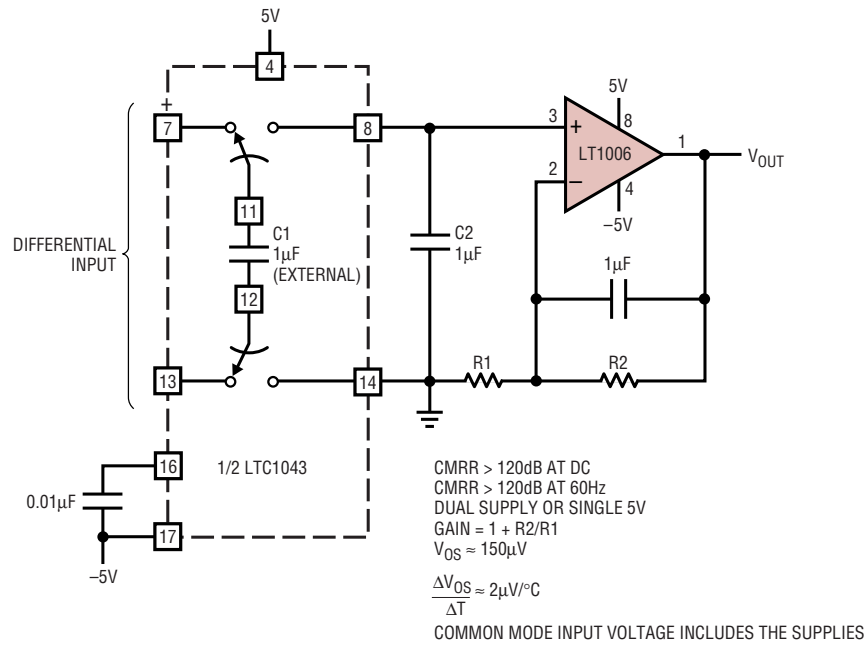 5V
4
+
7
8
11
C1
1µF
(EXTERNAL)
12
DIFFERENTIAL
INPUT
13
14
16
1/2 LTC1043
0.01µF
17
–5V
C2
1µF
3
+
5V
8
LT1006
1
VOUT
2
–
4
–5V
1µF
R1
R2
CMRR > 120dB AT DC
CMRR > 120dB AT 60Hz
DUAL SUPPLY OR SINGLE 5V
GAIN = 1 + R2/R1
VOS ≈ 150µV
ΔVOS
ΔT
≈ 2µV/°C
COMMON MODE INPUT VOLTAGE INCLUDES THE SUPPLIES